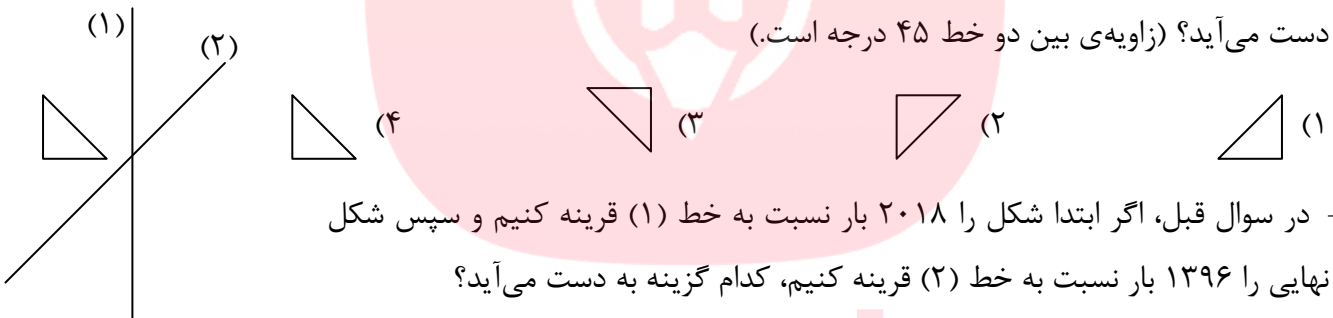 دست می‌آید؟ (زاویه‌ی بین دو خط ۴۵ درجه است.)
(۱)
(۲)
۱)
۲)
۳)
۴)
- در سوال قبل، اگر ابتدا شکل را ۲۰۱۸ بار نسبت به خط (۱) قرینه کنیم و سپس شکل
نهایی را ۱۳۹۶ بار نسبت به خط (۲) قرینه کنیم، کدام گزینه به دست می‌آید؟